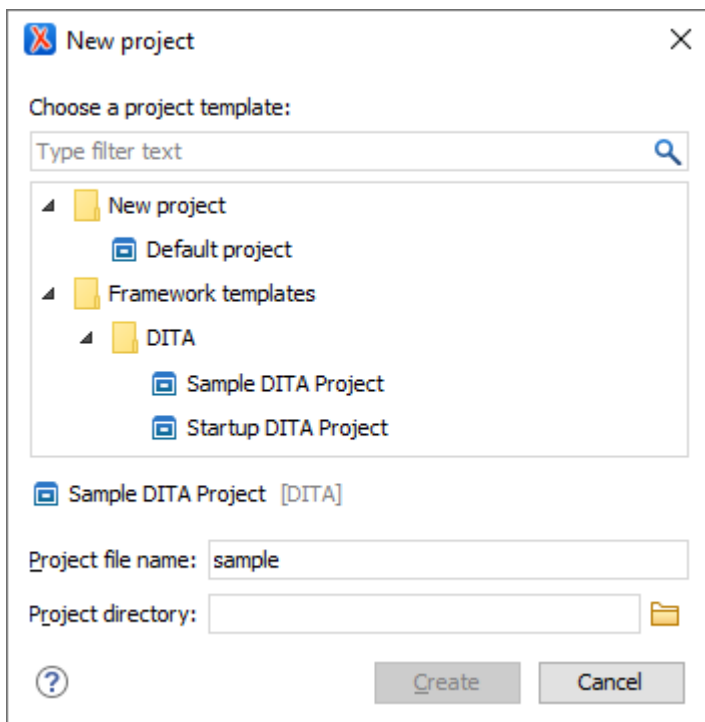 New project
Choose a project template:
Type filter text
New project
Default project
Framework templates
DITA
Sample DITA Project
Startup DITA Project
Sample DITA Project [DITA]
Project file name: sample
Project directory:
? Create Cancel